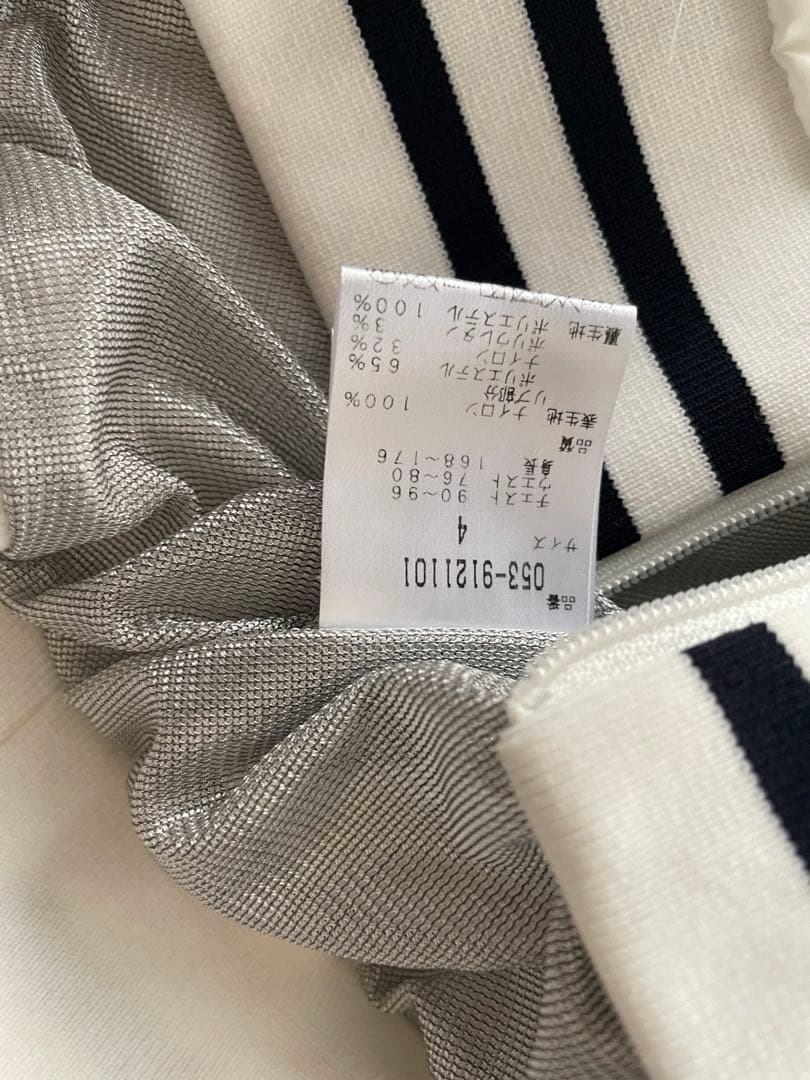 品番
053-9121101
サイズ
4
チェスト 90~96
ウエスト 76~80
身長 168~176
品質
表生地 ナイロン 100%
リブ部分
ポリエステル 65%
ナイロン 32%
ポリウレタン 3%
裏生地 ポリエステル 100%